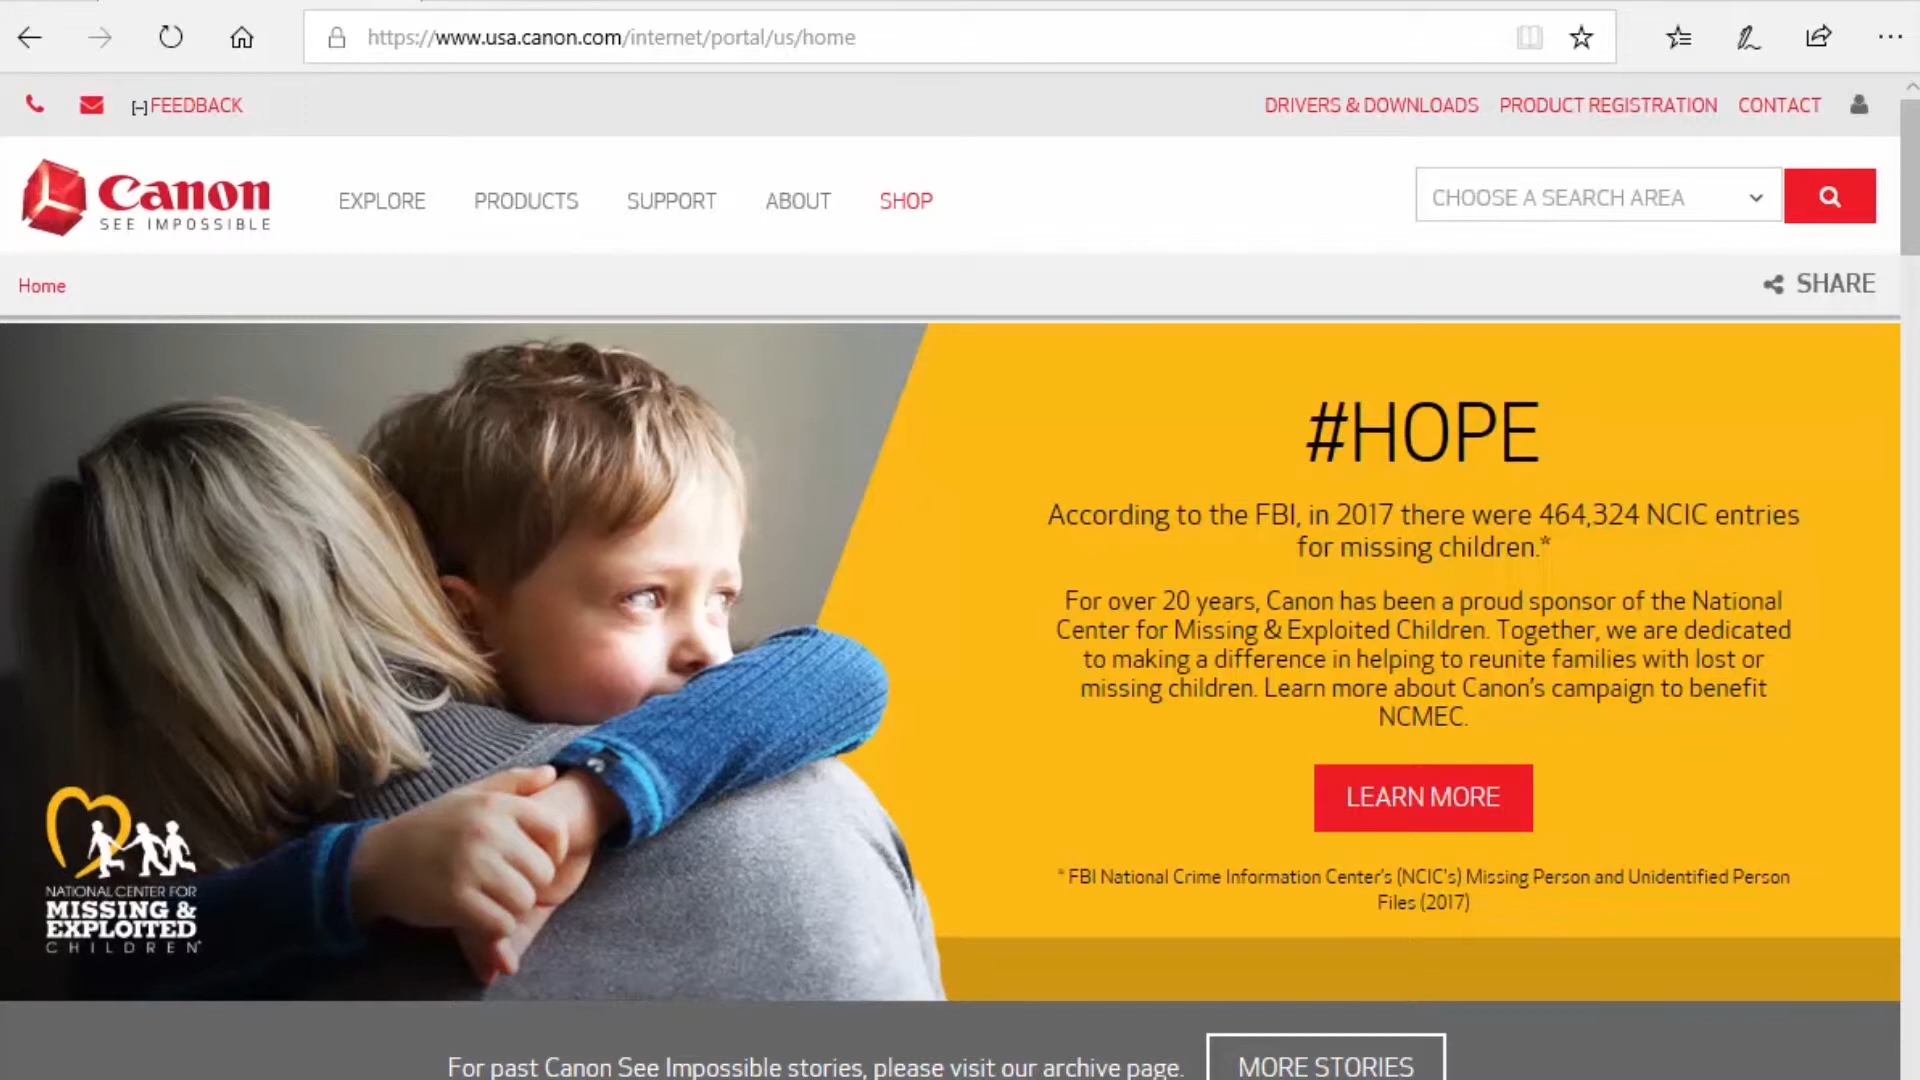 https://www.usa.canon.com/internet/portal/us/home
[-] FEEDBACK
DRIVERS & DOWNLOADS PRODUCT REGISTRATION CONTACT
Canon
SEE IMPOSSIBLE
EXPLORE PRODUCTS SUPPORT ABOUT SHOP
CHOOSE A SEARCH AREA
Home
SHARE
#HOPE
According to the FBI, in 2017 there were 464,324 NCIC entries
for missing children.*
For over 20 years, Canon has been a proud sponsor of the National
Center for Missing & Exploited Children. Together, we are dedicated
to making a difference in helping to reunite families with lost or
missing children. Learn more about Canon's campaign to benefit
NCMEC.
LEARN MORE
* FBI National Crime Information Center's (NCIC's) Missing Person and Unidentified Person
Files (2017)
NATIONAL CENTER FOR
MISSING &
EXPLOITED
CHILDREN
For past Canon See Impossible stories, please visit our archive page.
MORE STORIES